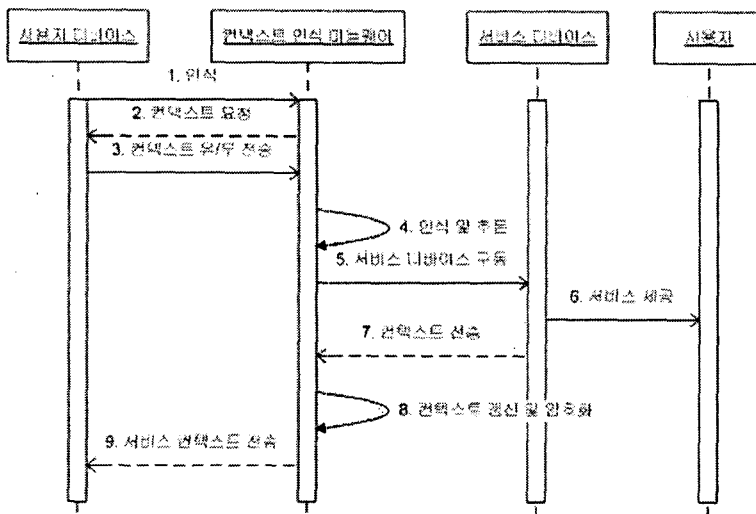 사용자 디바이스
컨텍스트 인식 미들웨어
서비스 디바이스
사용자
1. 인식
2. 컨텍스트 요청
3. 컨텍스트 유/무 전송
4. 인식 및 추론
5. 서비스 디바이스 구동
6. 서비스 제공
7. 컨텍스트 전송
8. 컨텍스트 갱신 및 암호화
9. 서비스 컨텍스트 전송